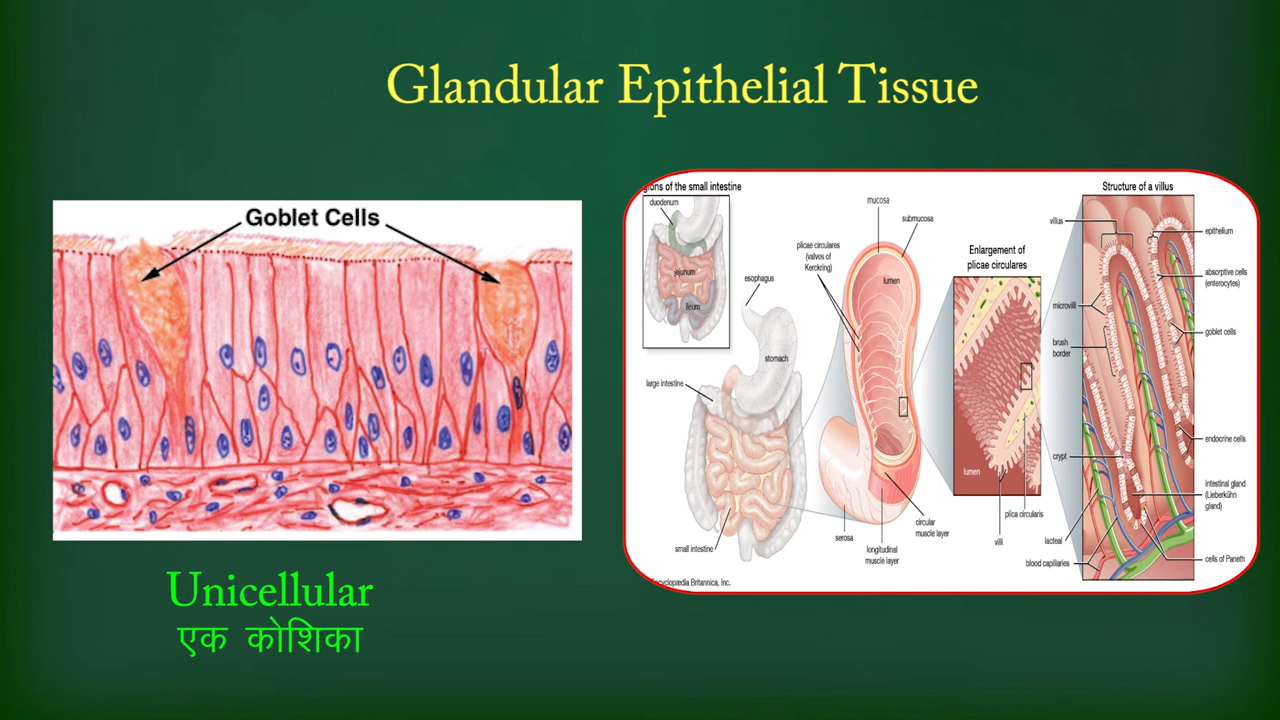 Glandular Epithelial Tissue
Goblet Cells
Unicellular
एक कोशिका
gions of the small intestine
duodenum
jejunum
ileum
esophagus
stomach
large intestine
small intestine
Encyclopædia Britannica, Inc.
mucosa
submucosa
plicae circulares
(valves of
Kerckring)
lumen
serosa
longitudinal
muscle layer
circular
muscle layer
Enlargement of
plicae circulares
lumen
villi
plica circularis
Structure of a villus
villus
epithelium
absorptive cells
(enterocytes)
microvilli
goblet cells
brush
border
endocrine cells
crypt
intestinal gland
(Lieberkühn
gland)
lacteal
blood capillaries
cells of Paneth